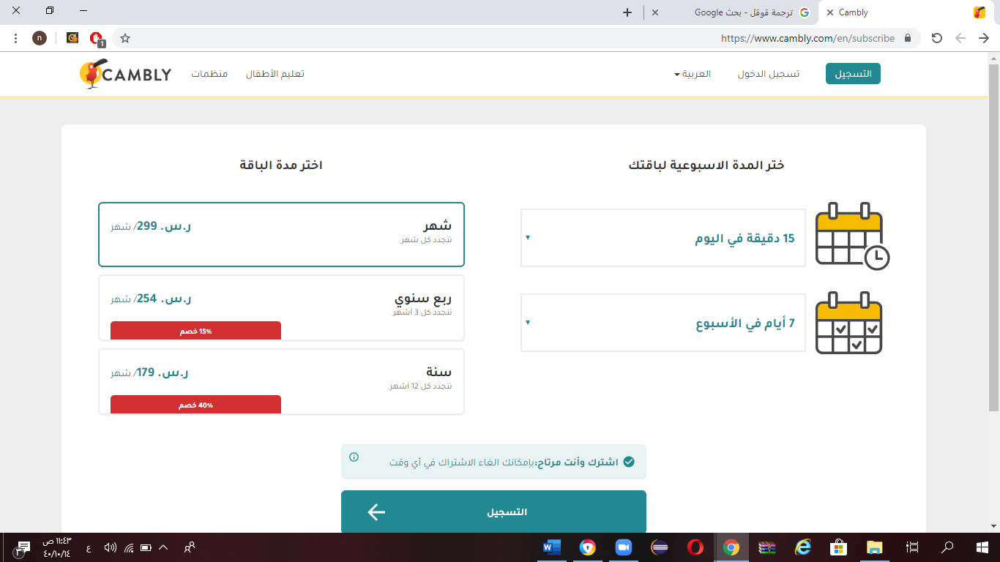 Cambly
ترجمة قوقل - بحث Google
https://www.cambly.com/en/subscribe
n
1
التسجيل
تسجيل الدخول
العربية
تعليم الأطفال
منظمات
CAMBLY
ختر المدة الاسبوعية لباقتك
15 دقيقة في اليوم
7 أيام في الأسبوع
اختر مدة الباقة
شهر
ر.س. 299/ شهر
تتجدد كل شهر
ربع سنوي
ر.س. 254/ شهر
تتجدد كل 3 أشهر
15% خصم
سنة
ر.س. 179/ شهر
تتجدد كل 12 أشهر
40% خصم
اشترك وأنت مرتاح:بإمكانك الغاء الاشتراك في أي وقت
التسجيل
ع
١١:٤٣ ص
٤٠/١٠/١٤
٣